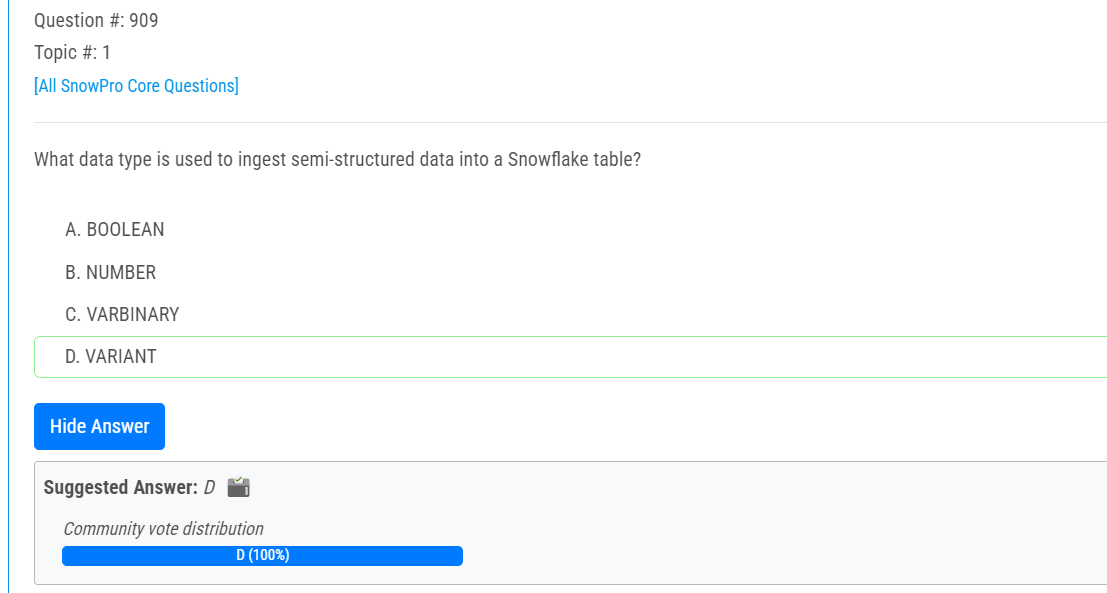 Question #: 909
Topic #: 1
[All SnowPro Core Questions]
What data type is used to ingest semi-structured data into a Snowflake table?
A. BOOLEAN
B. NUMBER
C. VARBINARY
D. VARIANT
Hide Answer
Suggested Answer: D
Community vote distribution
D (100%)